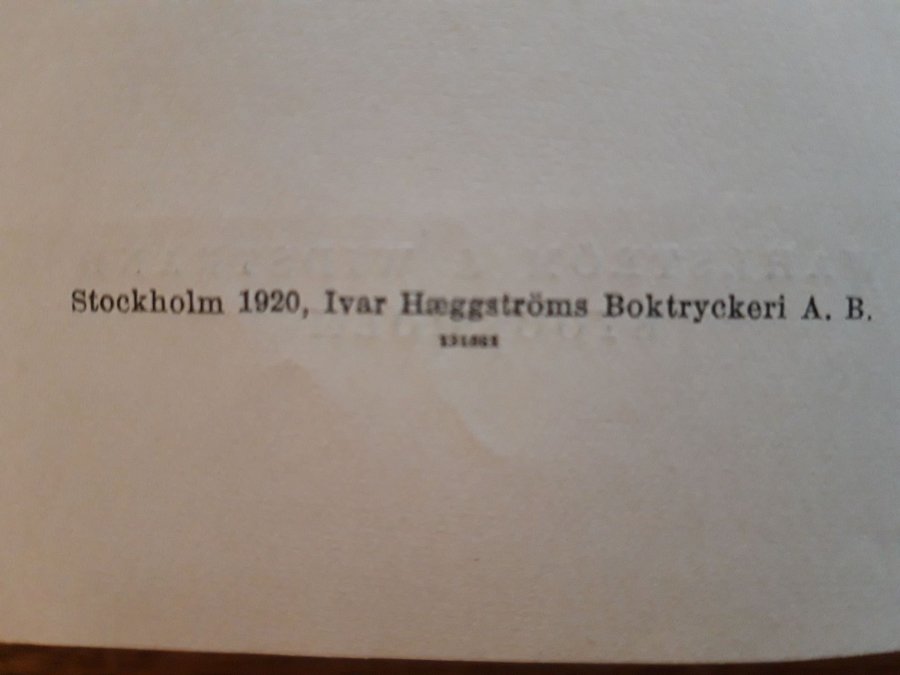 Stockholm 1920, Ivar Hæggströms Boktryckeri A. B.